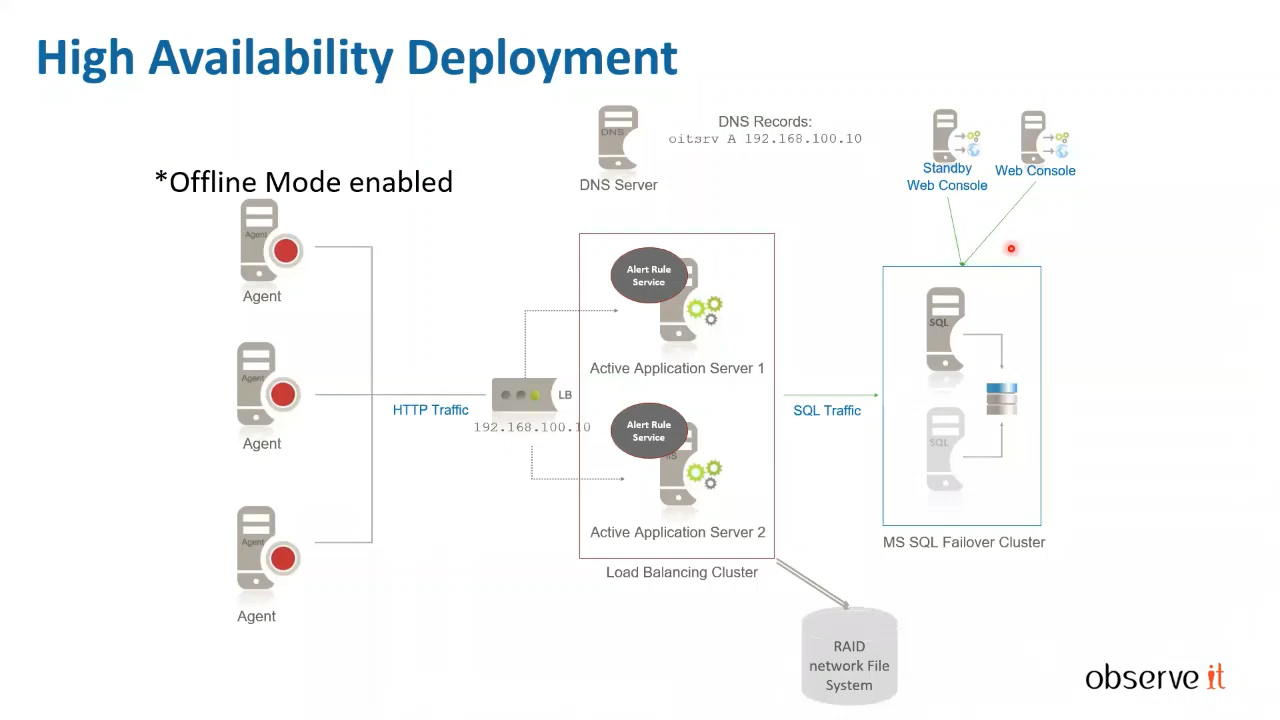 High Availability Deployment
DNS
DNS Server
DNS Records:
oitsrv A 192.168.100.10
Standby
Web Console
Web Console
*Offline Mode enabled
Agent
Agent
Agent
Agent
Agent
Agent
HTTP Traffic
LB
192.168.100.10
Alert Rule
Service
Active Application Server 1
Alert Rule
Service
IIS
Active Application Server 2
Load Balancing Cluster
SQL Traffic
SQL
SQL
MS SQL Failover Cluster
RAID
network File
System
observe it